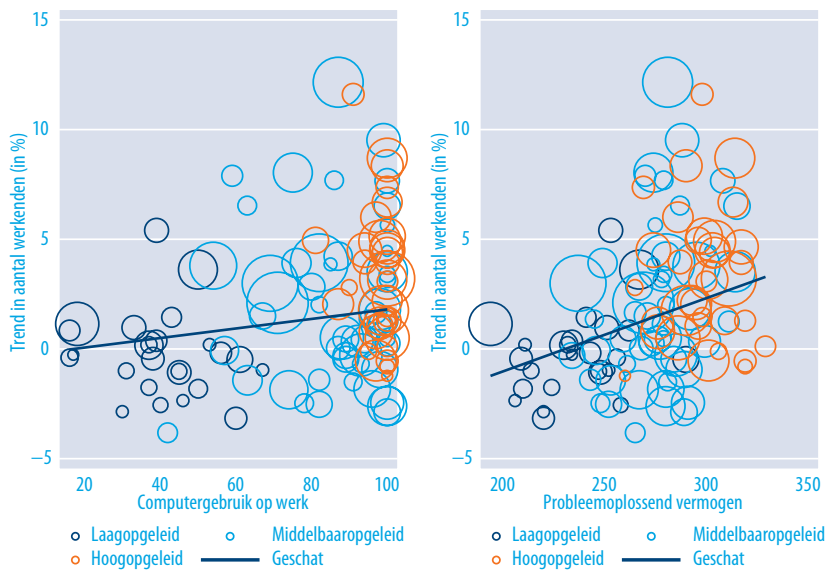 Trend in aantal werkenden (in %)
15
10
5
0
−5
20 40 60 80 100
Computergebruik op werk
Laagopgeleid Middelbaaropgeleid
Hoogopgeleid Geschat
Trend in aantal werkenden (in %)
15
10
5
0
−5
200 250 300 350
Probleemoplossend vermogen
Laagopgeleid Middelbaaropgeleid
Hoogopgeleid Geschat